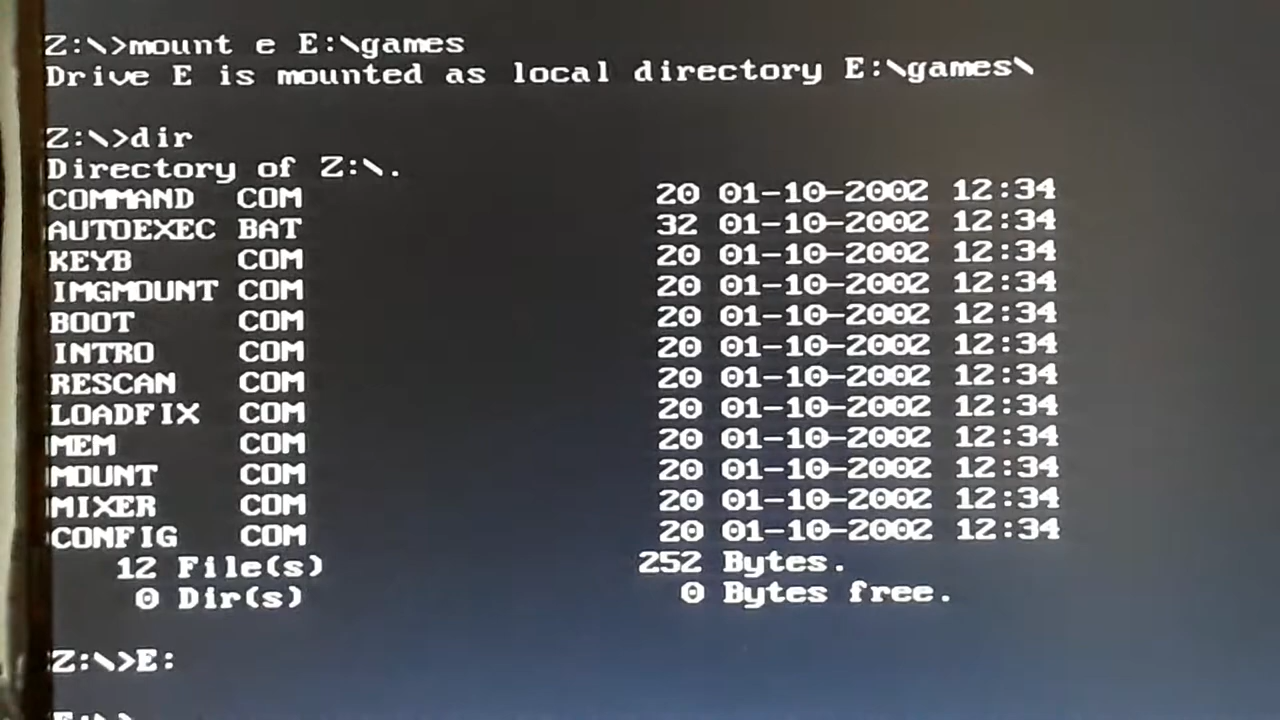 Z:\>mount e E:\games
Drive E is mounted as local directory E:\games\
Z:\>dir
Directory of Z:\.
COMMAND COM 20 01-10-2002 12:34
AUTOEXEC BAT 32 01-10-2002 12:34
KEYB COM 20 01-10-2002 12:34
IMGMOUNT COM 20 01-10-2002 12:34
BOOT COM 20 01-10-2002 12:34
INTRO COM 20 01-10-2002 12:34
RESCAN COM 20 01-10-2002 12:34
LOADFIX COM 20 01-10-2002 12:34
MEM COM 20 01-10-2002 12:34
MOUNT COM 20 01-10-2002 12:34
MIXER COM 20 01-10-2002 12:34
CONFIG COM 20 01-10-2002 12:34
12 File(s) 252 Bytes.
0 Dir(s) 0 Bytes free.
Z:\>E:
E:\>